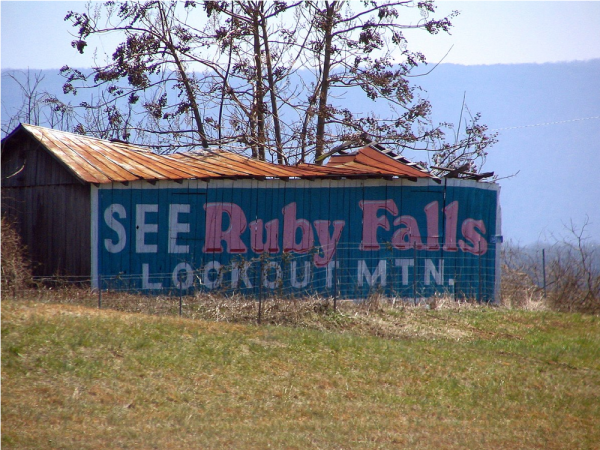 SEE Ruby Falls
LOOKOUT MTN.